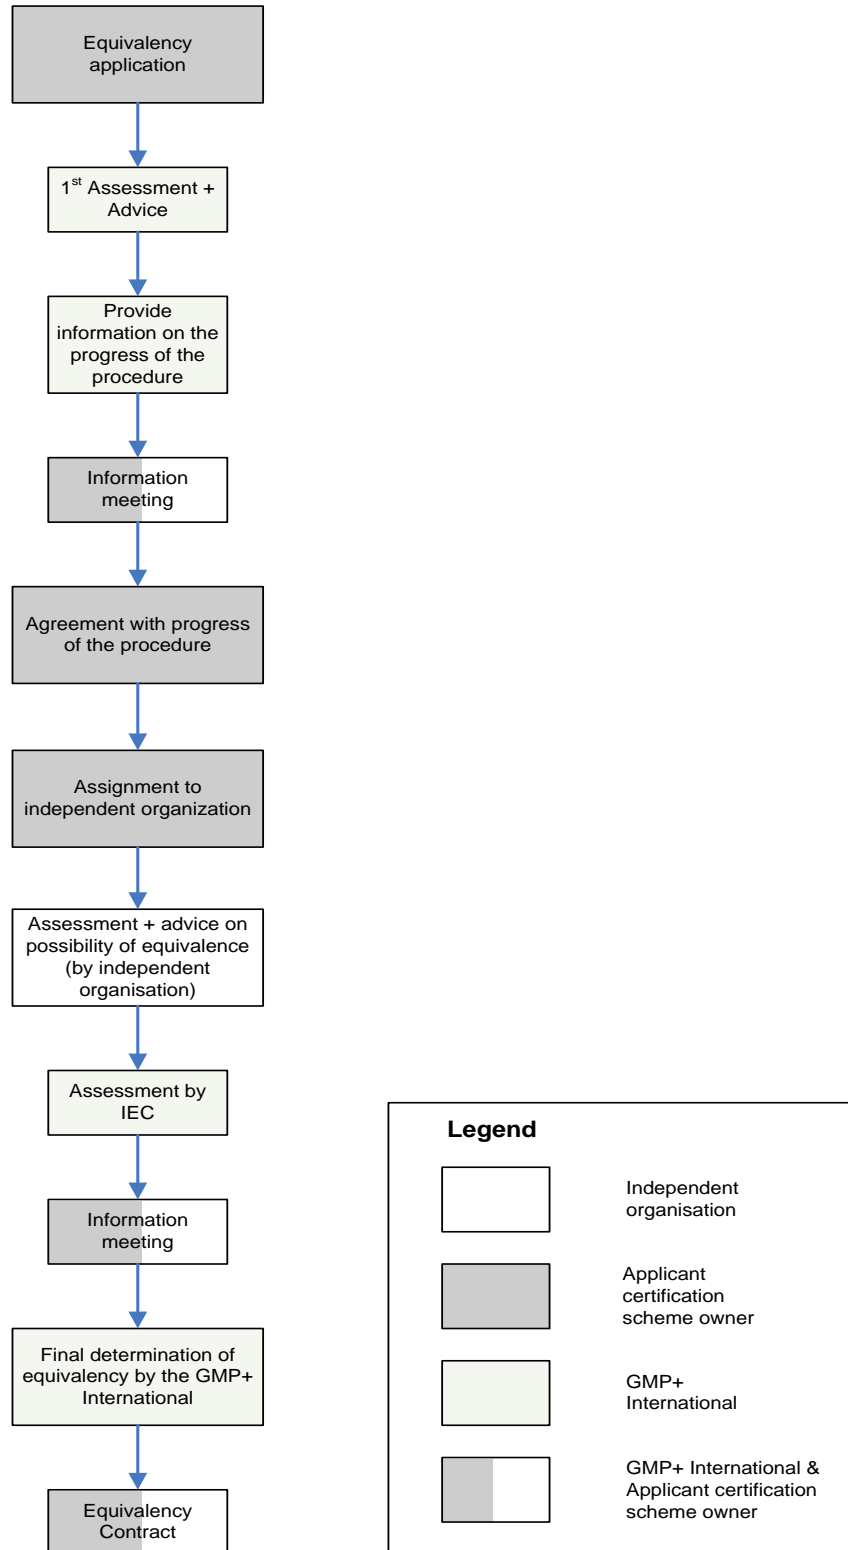 Equivalency
application
1st Assessment +
Advice
Provide
information on the
progress of the
procedure
Information
meeting
Agreement with progress
of the procedure
Assignment to
independent organization
Assessment + advice on
possibility of equivalence
(by independent
organisation)
Assessment by
IEC
Information
meeting
Final determination of
equivalency by the GMP+
International
Equivalency
Contract
Legend
Independent
organisation
Applicant
certification
scheme owner
GMP+
International
GMP+ International &
Applicant certification
scheme owner